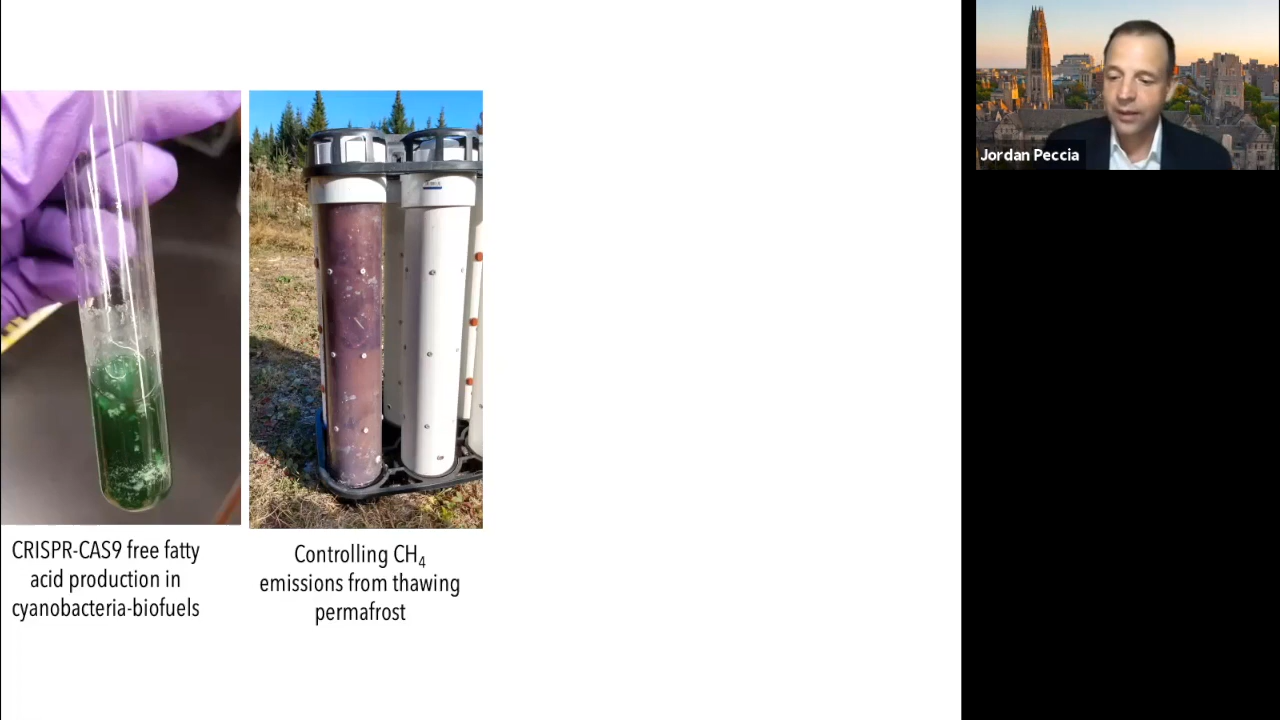 CRISPR-CAS9 free fatty
acid production in
cyanobacteria-biofuels
Controlling CH₄
emissions from thawing
permafrost
Jordan Peccia